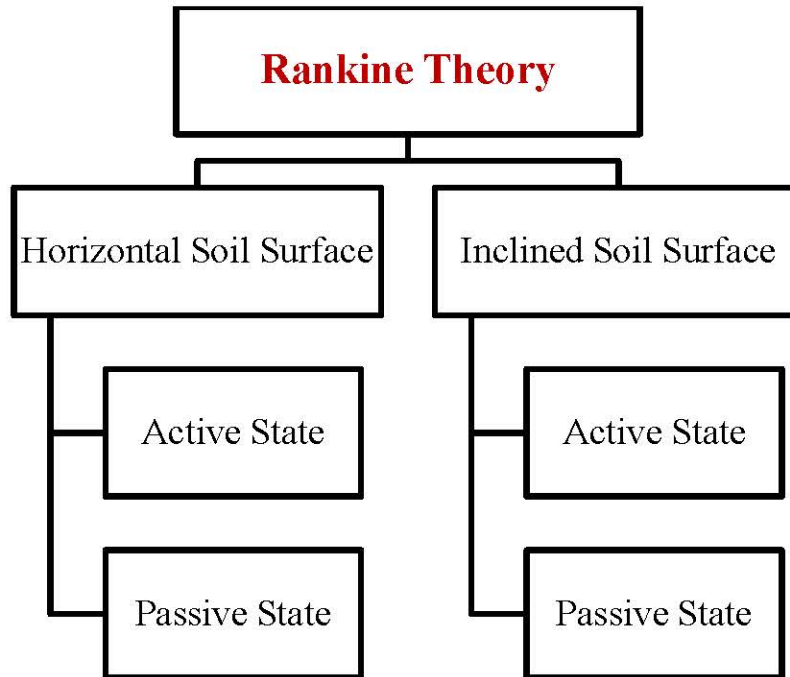 Rankine Theory
Horizontal Soil Surface
Inclined Soil Surface
Active State
Active State
Passive State
Passive State